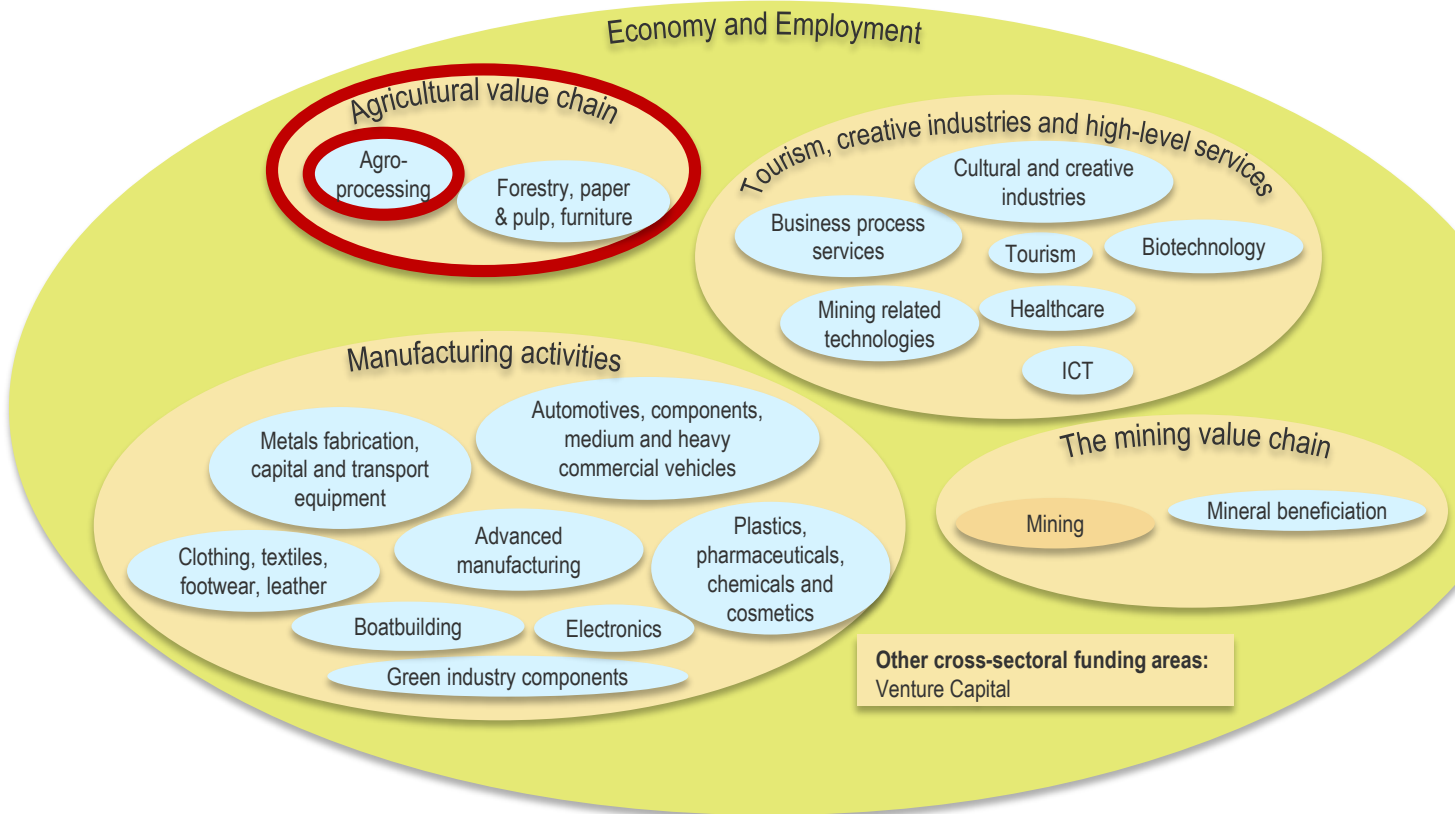 Economy and Employment
Agricultural value chain
Agro-
processing
Forestry, paper
& pulp, furniture
Tourism, creative industries and high-level services
Cultural and creative
industries
Business process
services
Tourism
Biotechnology
Mining related
technologies
Healthcare
ICT
Manufacturing activities
Metals fabrication,
capital and transport
equipment
Automotives, components,
medium and heavy
commercial vehicles
Clothing, textiles,
footwear, leather
Advanced
manufacturing
Plastics,
pharmaceuticals,
chemicals and
cosmetics
Boatbuilding
Electronics
Green industry components
The mining value chain
Mining
Mineral beneficiation
Other cross-sectoral funding areas:
Venture Capital